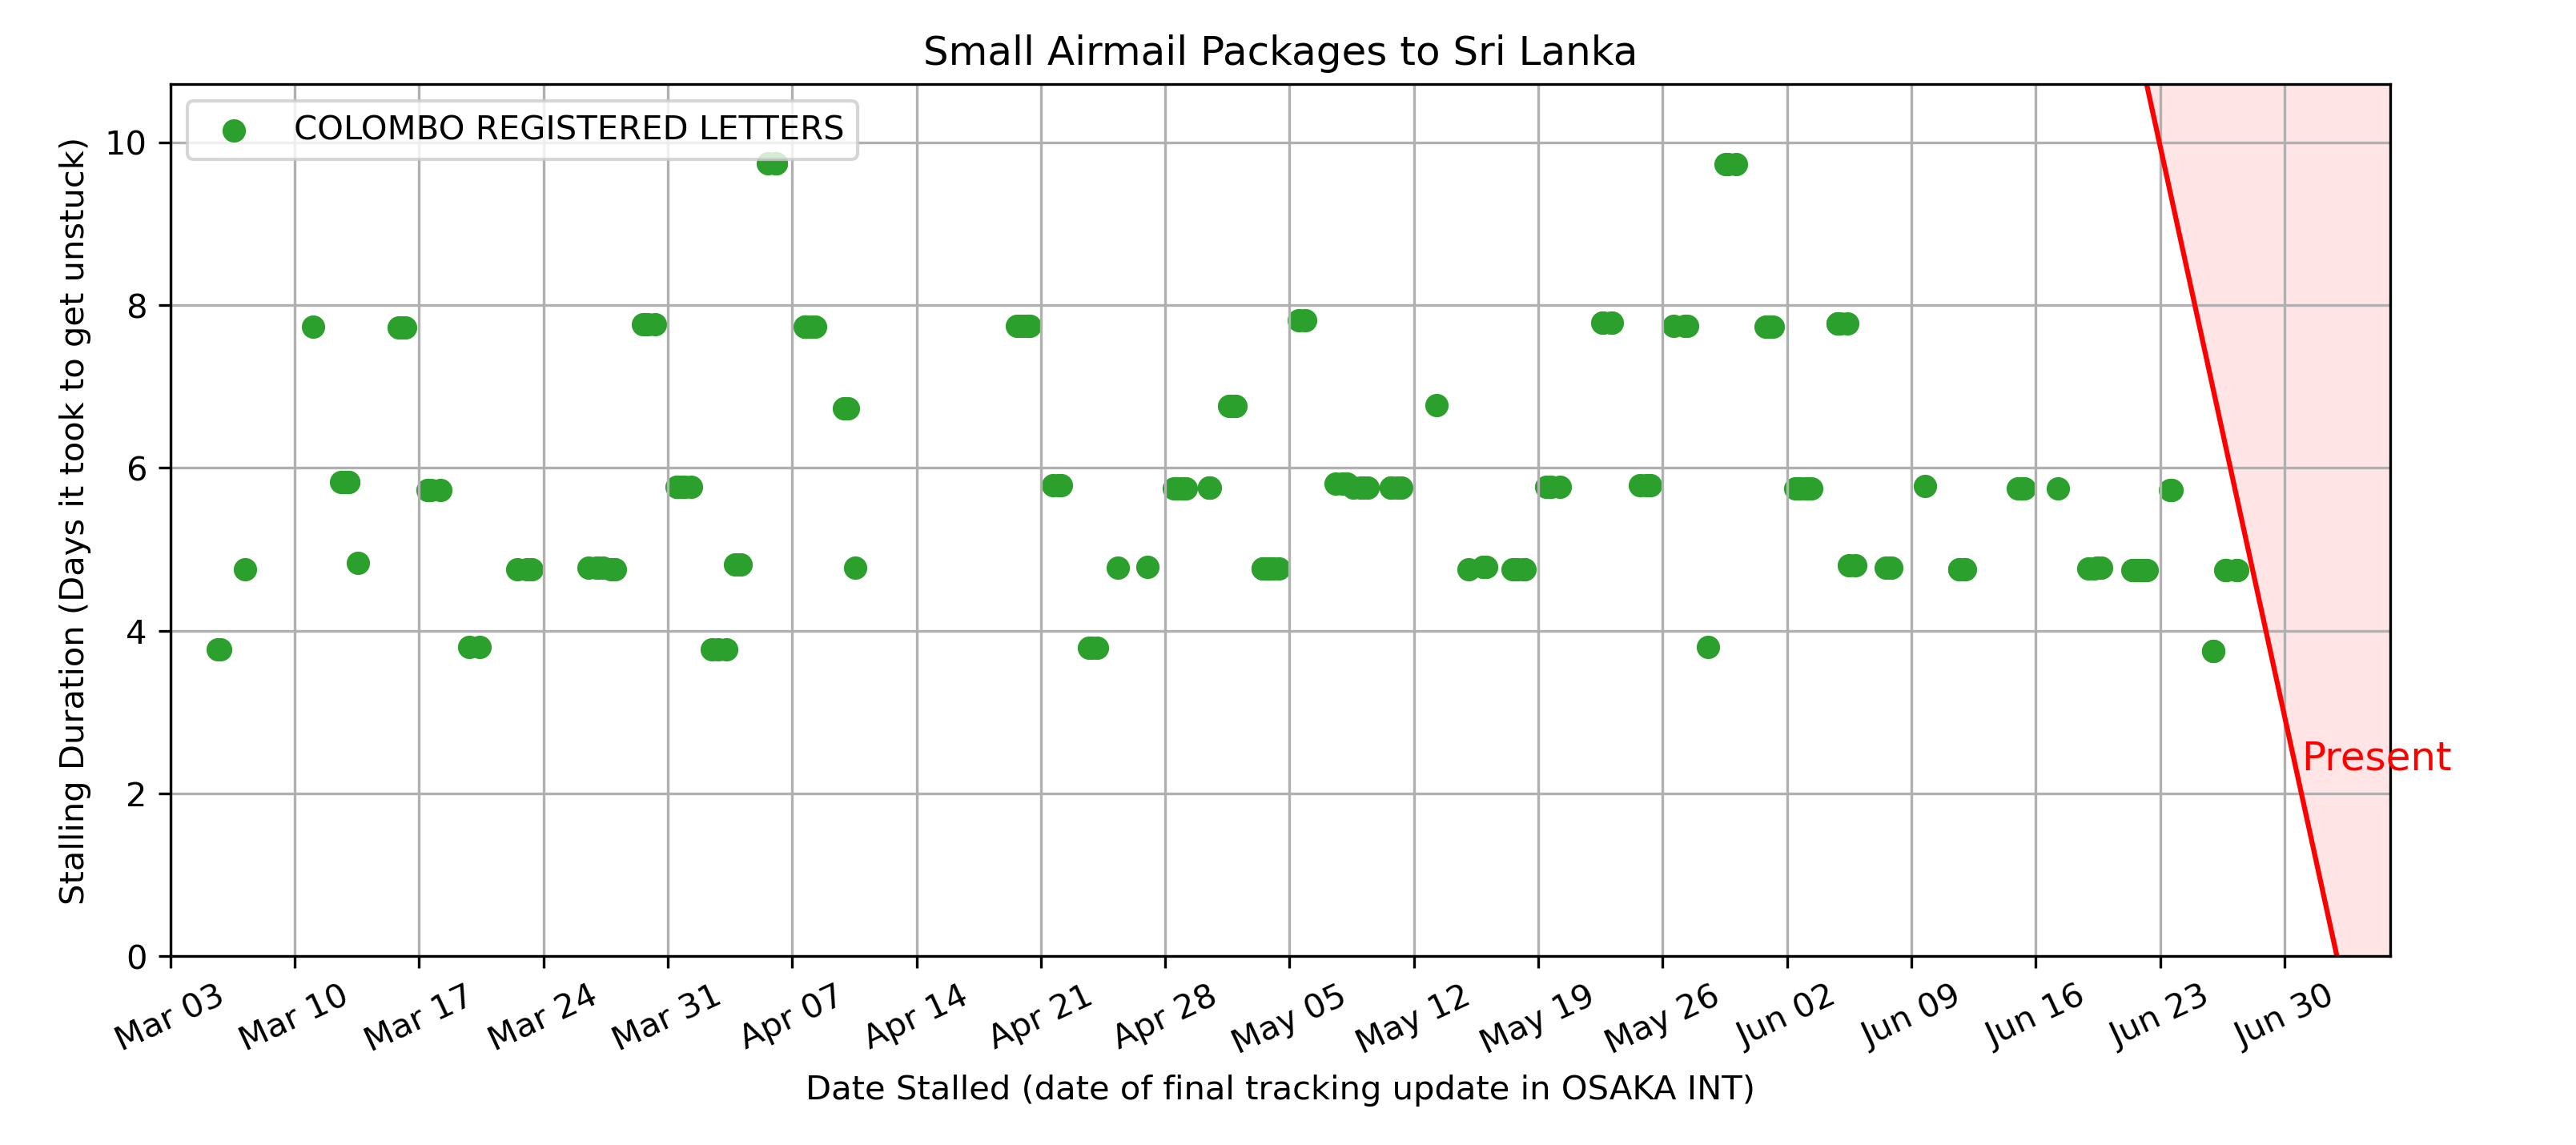 Small Airmail Packages to Sri Lanka
COLOMBO REGISTERED LETTERS
Stalling Duration (Days it took to get unstuck)
10
8
6
4
2
0
Present
Mar 03 Mar 10 Mar 17 Mar 24 Mar 31 Apr 07 Apr 14 Apr 21 Apr 28 May 05 May 12 May 19 May 26 Jun 02 Jun 09 Jun 16 Jun 23 Jun 30
Date Stalled (date of final tracking update in OSAKA INT)